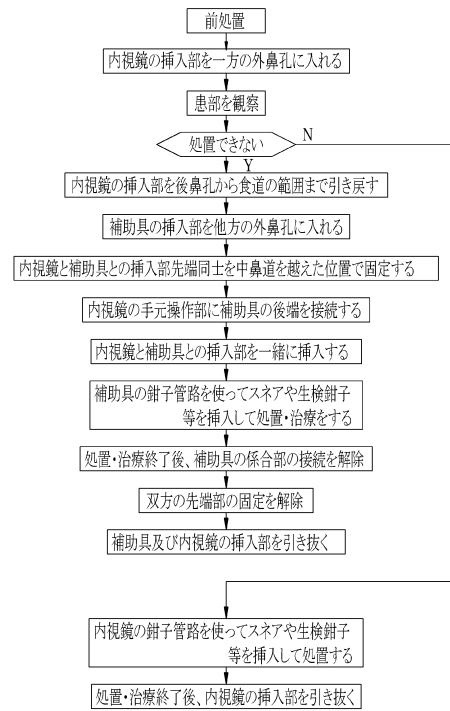 前処置
内視鏡の挿入部を一方の外鼻孔に入れる
患部を観察
処置できない
N
Y
内視鏡の挿入部を後鼻孔から食道の範囲まで引き戻す
補助具の挿入部を他方の外鼻孔に入れる
内視鏡と補助具との挿入部先端同士を中鼻道を越えた位置で固定する
内視鏡の手元操作部に補助具の後端を接続する
内視鏡と補助具との挿入部を一緒に挿入する
補助具の鉗子管路を使ってスネアや生検鉗子
等を挿入して処置・治療をする
処置・治療終了後、補助具の係合部の接続を解除
双方の先端部の固定を解除
補助具及び内視鏡の挿入部を引き抜く
内視鏡の鉗子管路を使ってスネアや生検鉗子
等を挿入して処置する
処置・治療終了後、内視鏡の挿入部を引き抜く